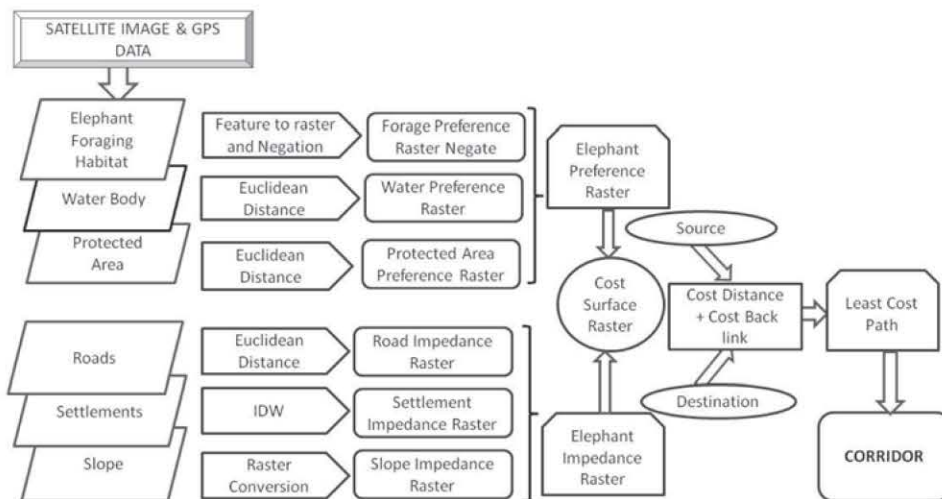 SATELLITE IMAGE & GPS
DATA
Elephant
Foraging
Habitat
Feature to raster
and Negation
Forage Preference
Raster Negate
Water Body
Euclidean
Distance
Water Preference
Raster
Protected
Area
Euclidean
Distance
Protected Area
Preference Raster
Elephant
Preference
Raster
Source
Cost
Surface
Raster
Cost Distance
+ Cost Back
link
Least Cost
Path
Roads
Euclidean
Distance
Road Impedance
Raster
Settlements
IDW
Settlement
Impedance Raster
Slope
Raster
Conversion
Slope Impedance
Raster
Elephant
Impedance
Raster
Destination
CORRIDOR